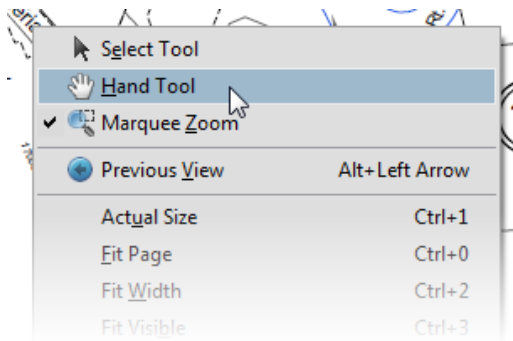 Select Tool
Hand Tool
Marquee Zoom
Previous View Alt+Left Arrow
Actual Size Ctrl+1
Fit Page Ctrl+0
Fit Width Ctrl+2
Fit Visible Ctrl+3